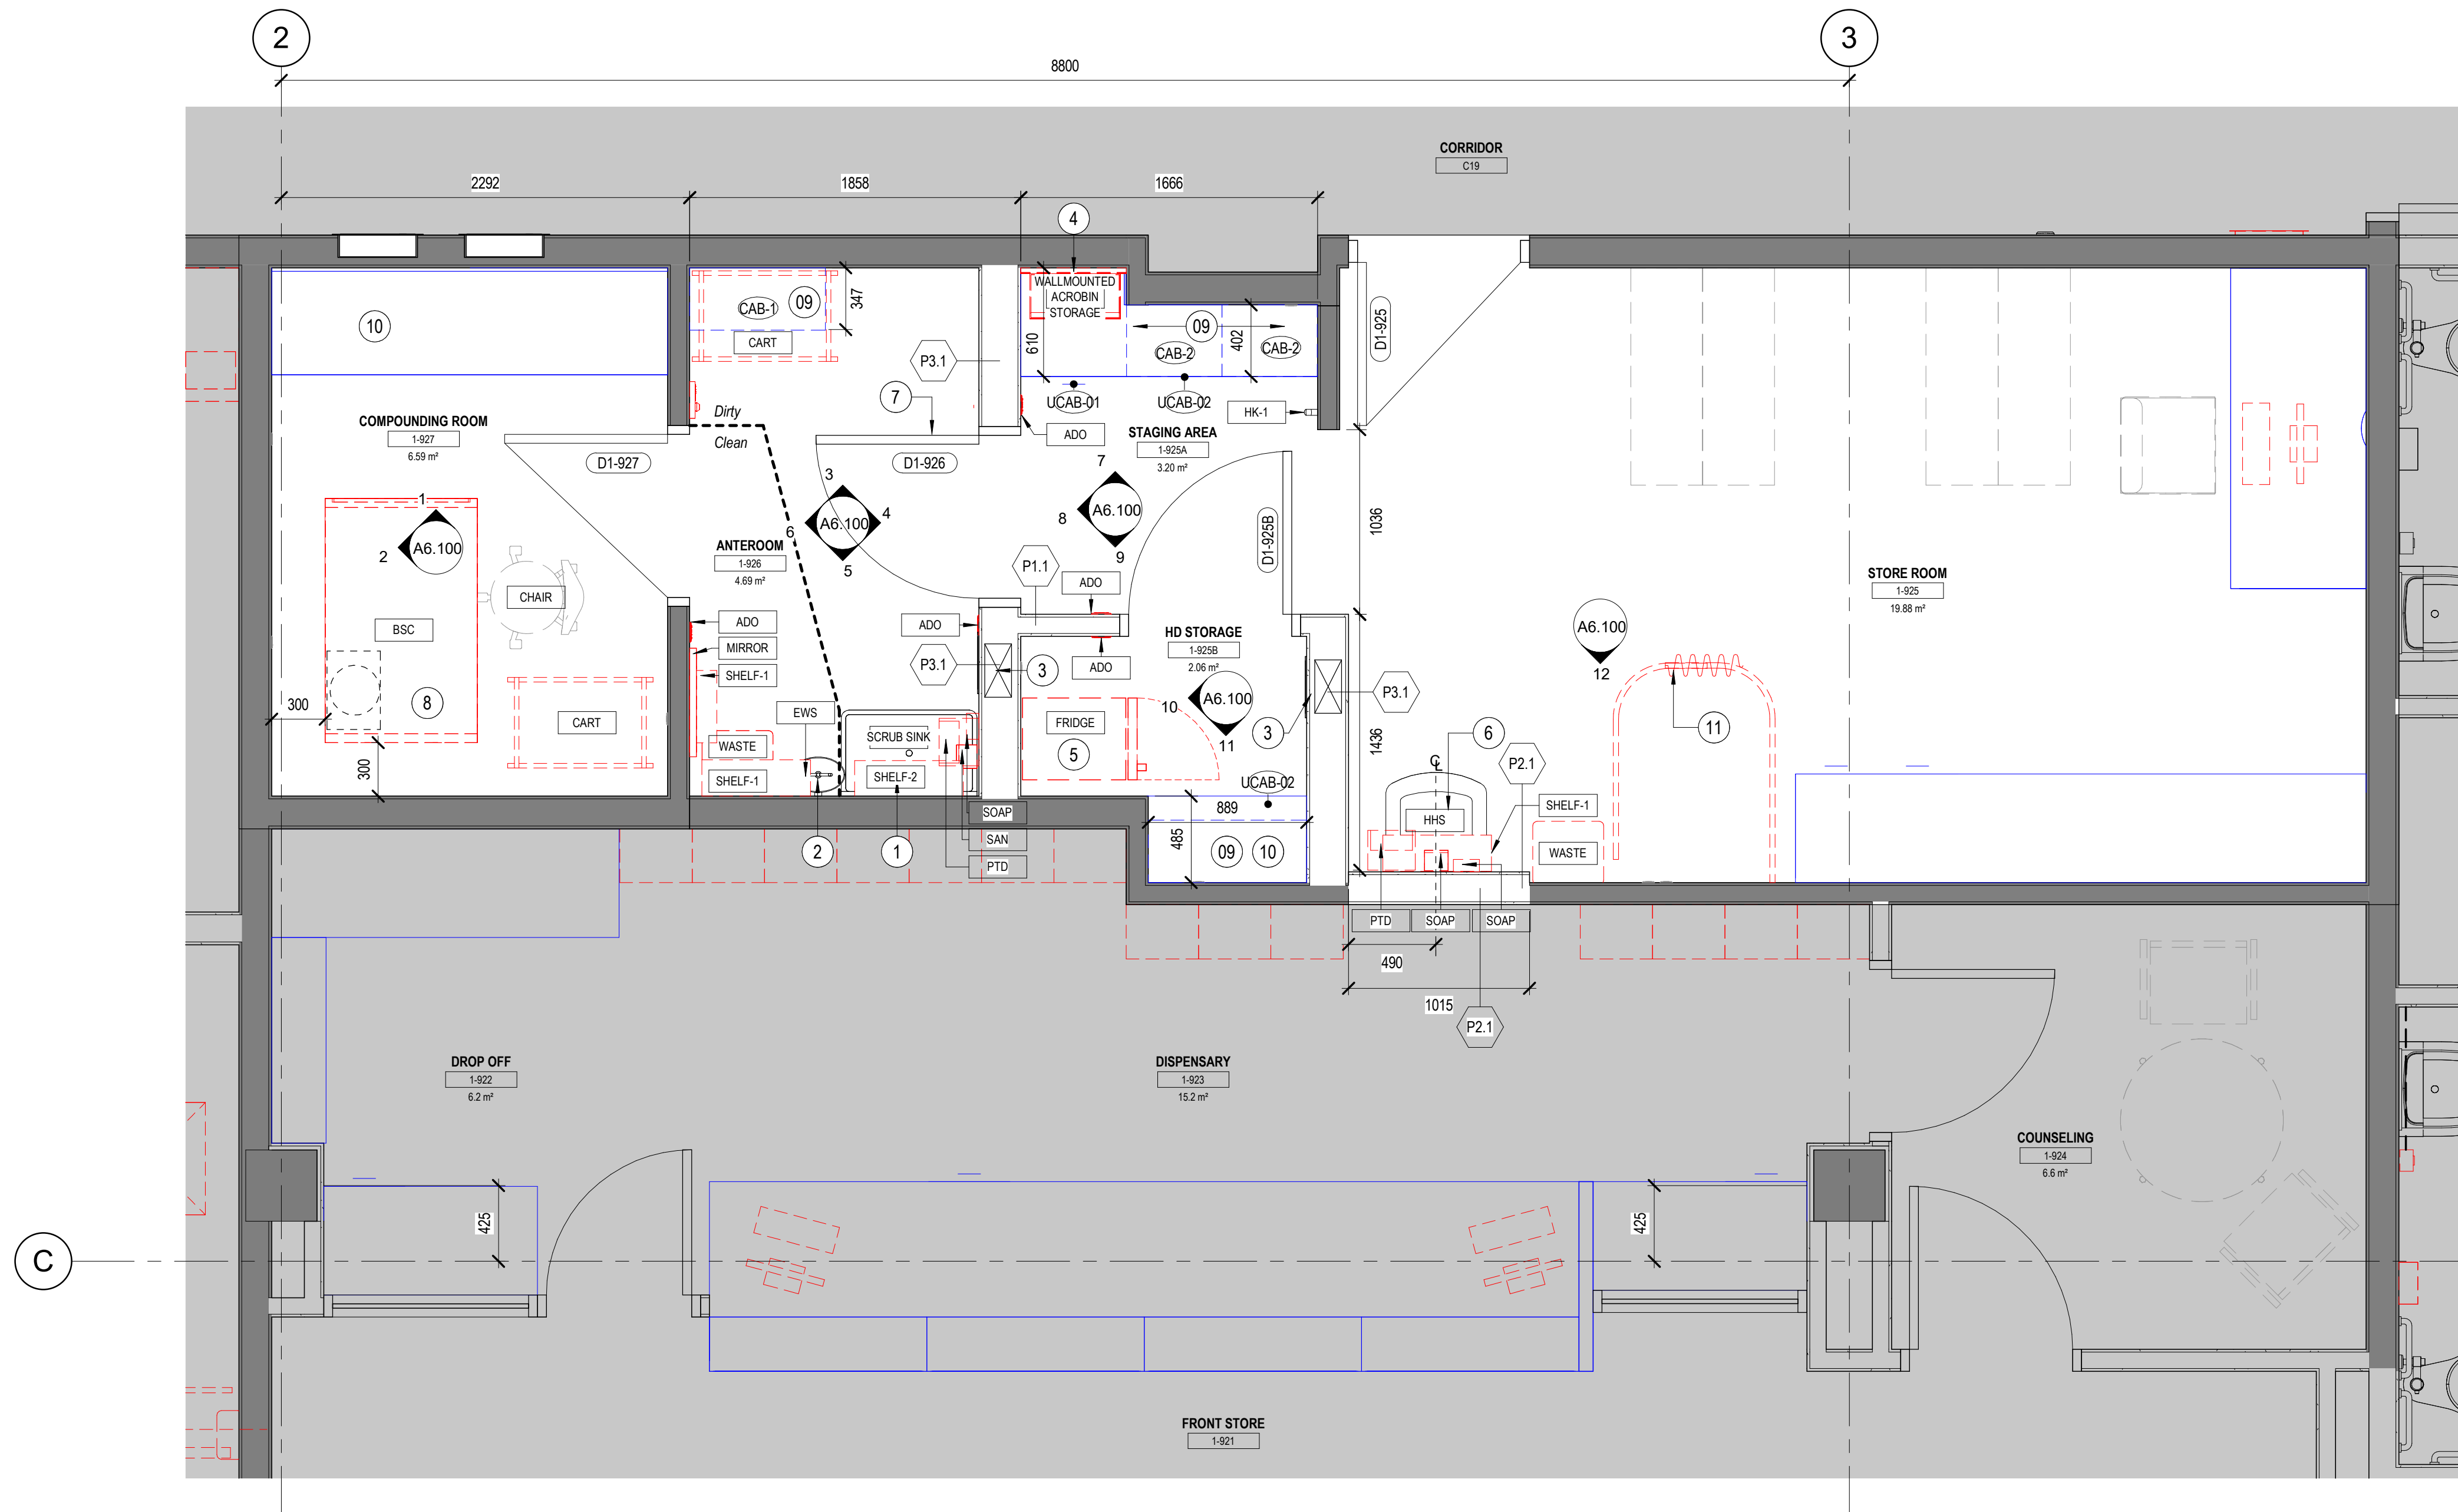 2
3
8800
CORRIDOR
C19
2292
1858
1666
4
WALLMOUNTED
ACROBIN
STORAGE
10
CAB-1
09
347
CART
P3.1
610
09
CAB-2
402
CAB-2
D1-925
7
UCAB-01
UCAB-02
HK-1
Dirty
Clean
ADO
COMPOUNDING ROOM
1-927
6.59 m²
STAGING AREA
1-925A
3.20 m²
D1-927
D1-926
1
2
A6.100
3
4
5
6
A6.100
7
8
9
A6.100
D1-925B
1036
ANTEROOM
1-926
4.69 m²
P1.1
ADO
STORE ROOM
1-925
19.88 m²
CHAIR
BSC
ADO
MIRROR
SHELF-1
ADO
P3.1
3
ADO
HD STORAGE
1-925B
2.06 m²
A6.100
12
8
CART
300
300
EWS
WASTE
SHELF-1
SCRUB SINK
SHELF-2
FRIDGE
5
10
A6.100
11
3
P3.1
1436
6
11
P2.1
UCAB-02
889
485
09
10
CL
HHS
SHELF-1
WASTE
2
1
SOAP
SAN
PTD
PTD
SOAP
SOAP
490
1015
P2.1
DROP OFF
1-922
6.2 m²
DISPENSARY
1-923
15.2 m²
COUNSELING
1-924
6.6 m²
425
425
C
FRONT STORE
1-921